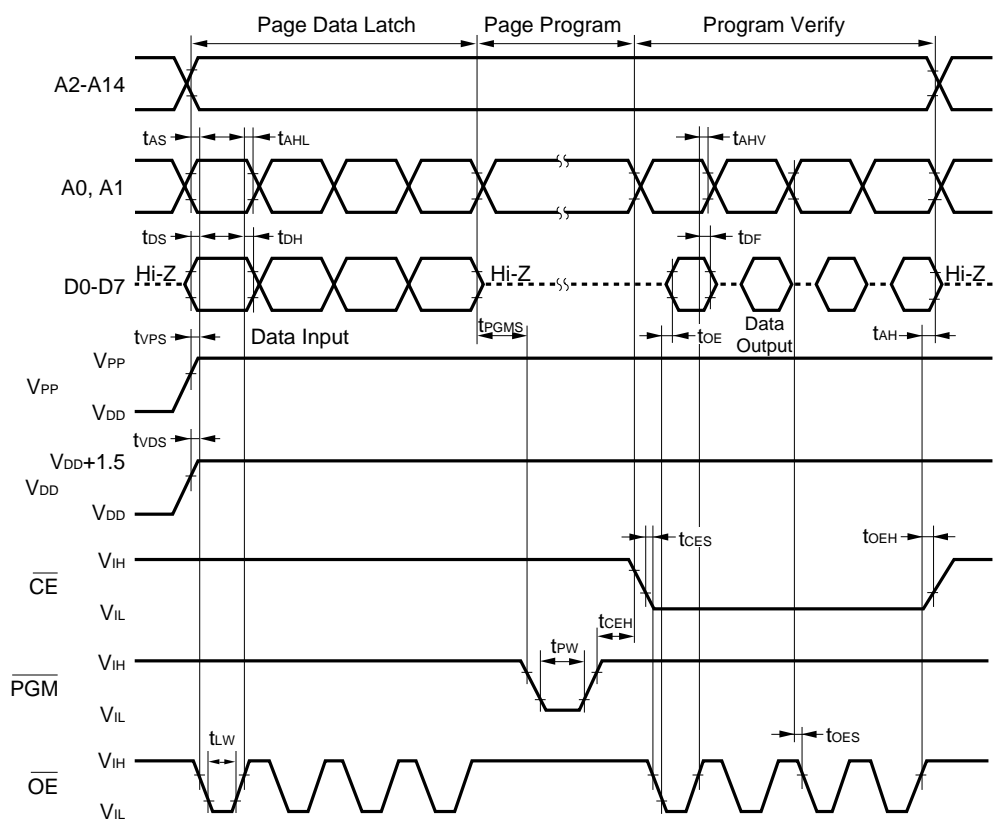 Page Data Latch Page Program Program Verify
A2-A14
tAS tAHL tAHV
A0, A1
tDS tDH tDF
Hi-Z Hi-Z Hi-Z
D0-D7
tVPS Data Input tPGMS tOE Data Output tAH
VPP
VPP
VDD
tVDS
VDD+1.5
VDD
VDD
tCES tOEH
VIH
CE
VIL
tCEH
tPW
VIH
PGM
VIL
tLW tOES
VIH
OE
VIL